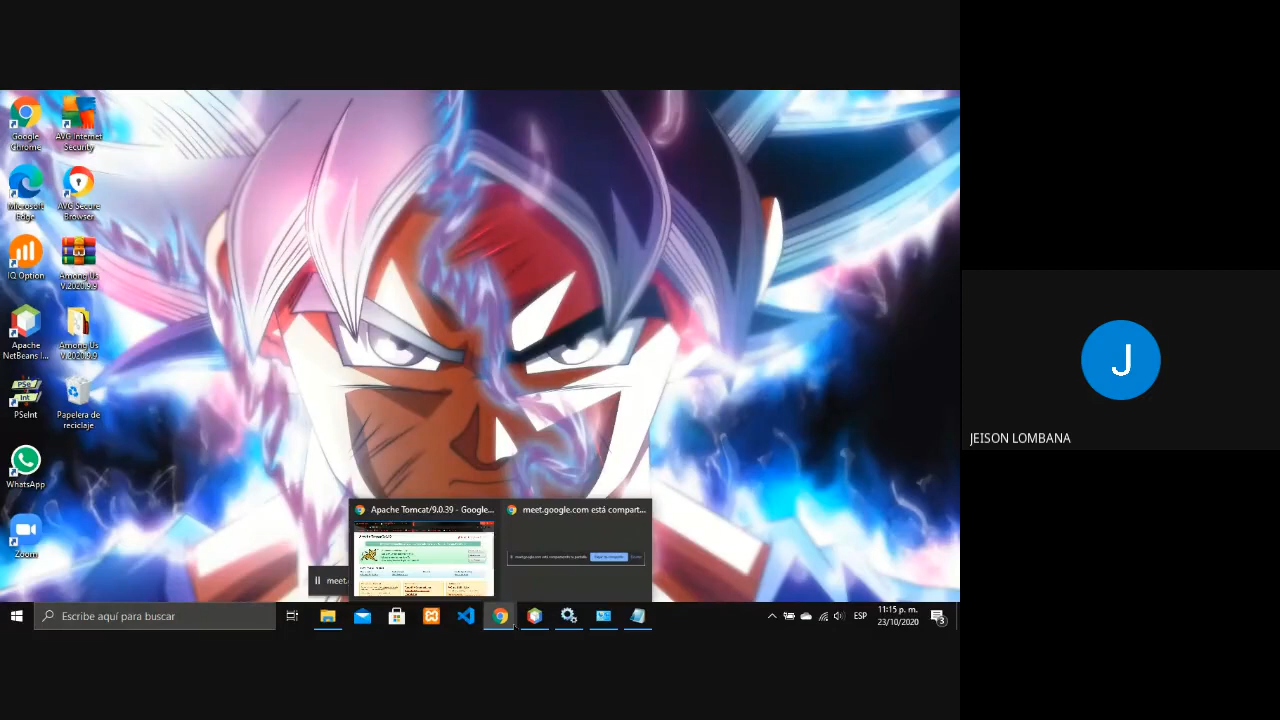 Google
Chrome
AVG Internet
Security
Microsoft
Edge
AVG Secure
Browser
IQ Option
Among Us
V.2020.9.9
Apache
NetBeans I...
Among Us
V.2020.9.9
PSeInt
Papelera de
reciclaje
WhatsApp
Zoom
Apache Tomcat/9.0.39 - Google...
meet.google.com está compart...
meet.
Escribe aquí para buscar
ESP
11:15 p. m.
23/10/2020
3
J
JEISON LOMBANA